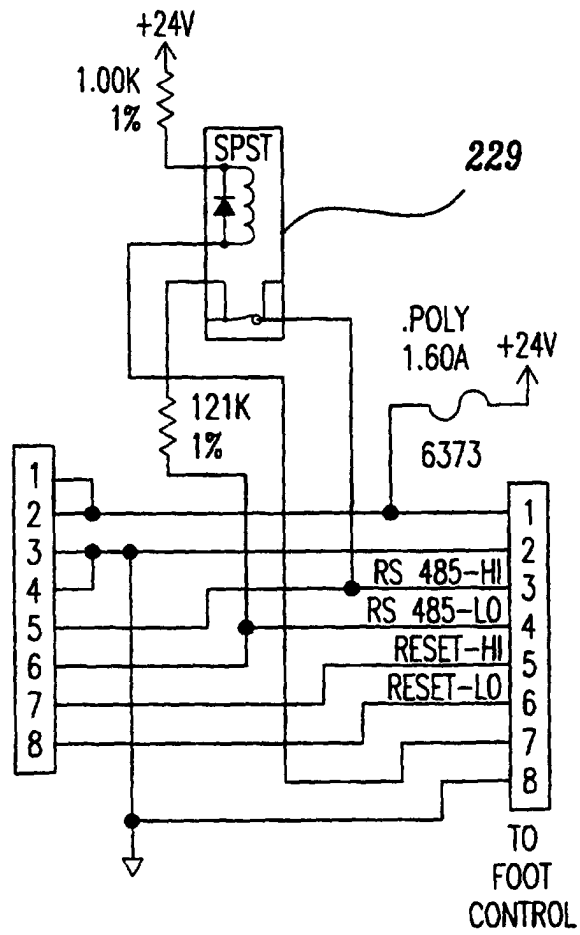 +24V
1.00K
1%
SPST
229
.POLY
1.60A
+24V
121K
1%
6373
1
2
3
4
5
6
7
8
RS 485-HI
RS 485-LO
RESET-HI
RESET-LO
1
2
3
4
5
6
7
8
TO
FOOT
CONTROL